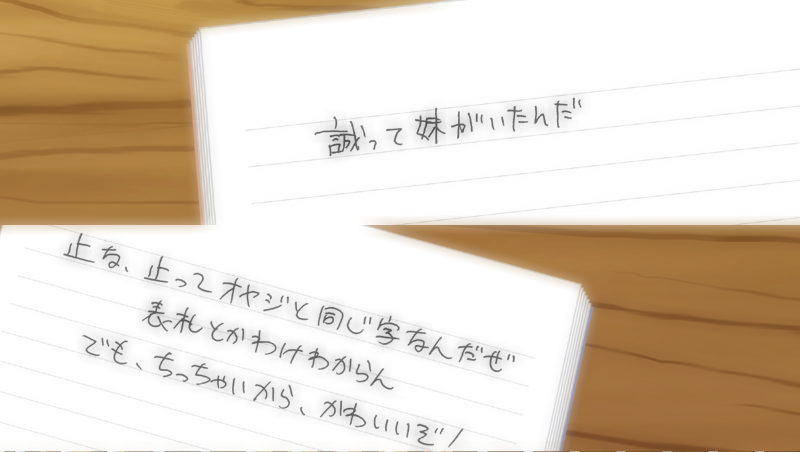 誠って妹がいたんだ
止な、止ってオヤジと同じ字なんだぜ
表札とかわけわからん
でも、ちっちゃいから、かわいいぞ！